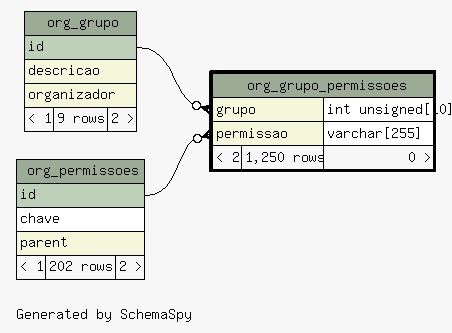 org_grupo
id
descricao
organizador
< 1 9 rows 2 >
org_grupo_permissoes
grupo int unsigned[10]
permissao varchar[255]
< 2 1,250 rows 0 >
org_permissoes
id
chave
parent
< 1 202 rows 2 >
Generated by SchemaSpy